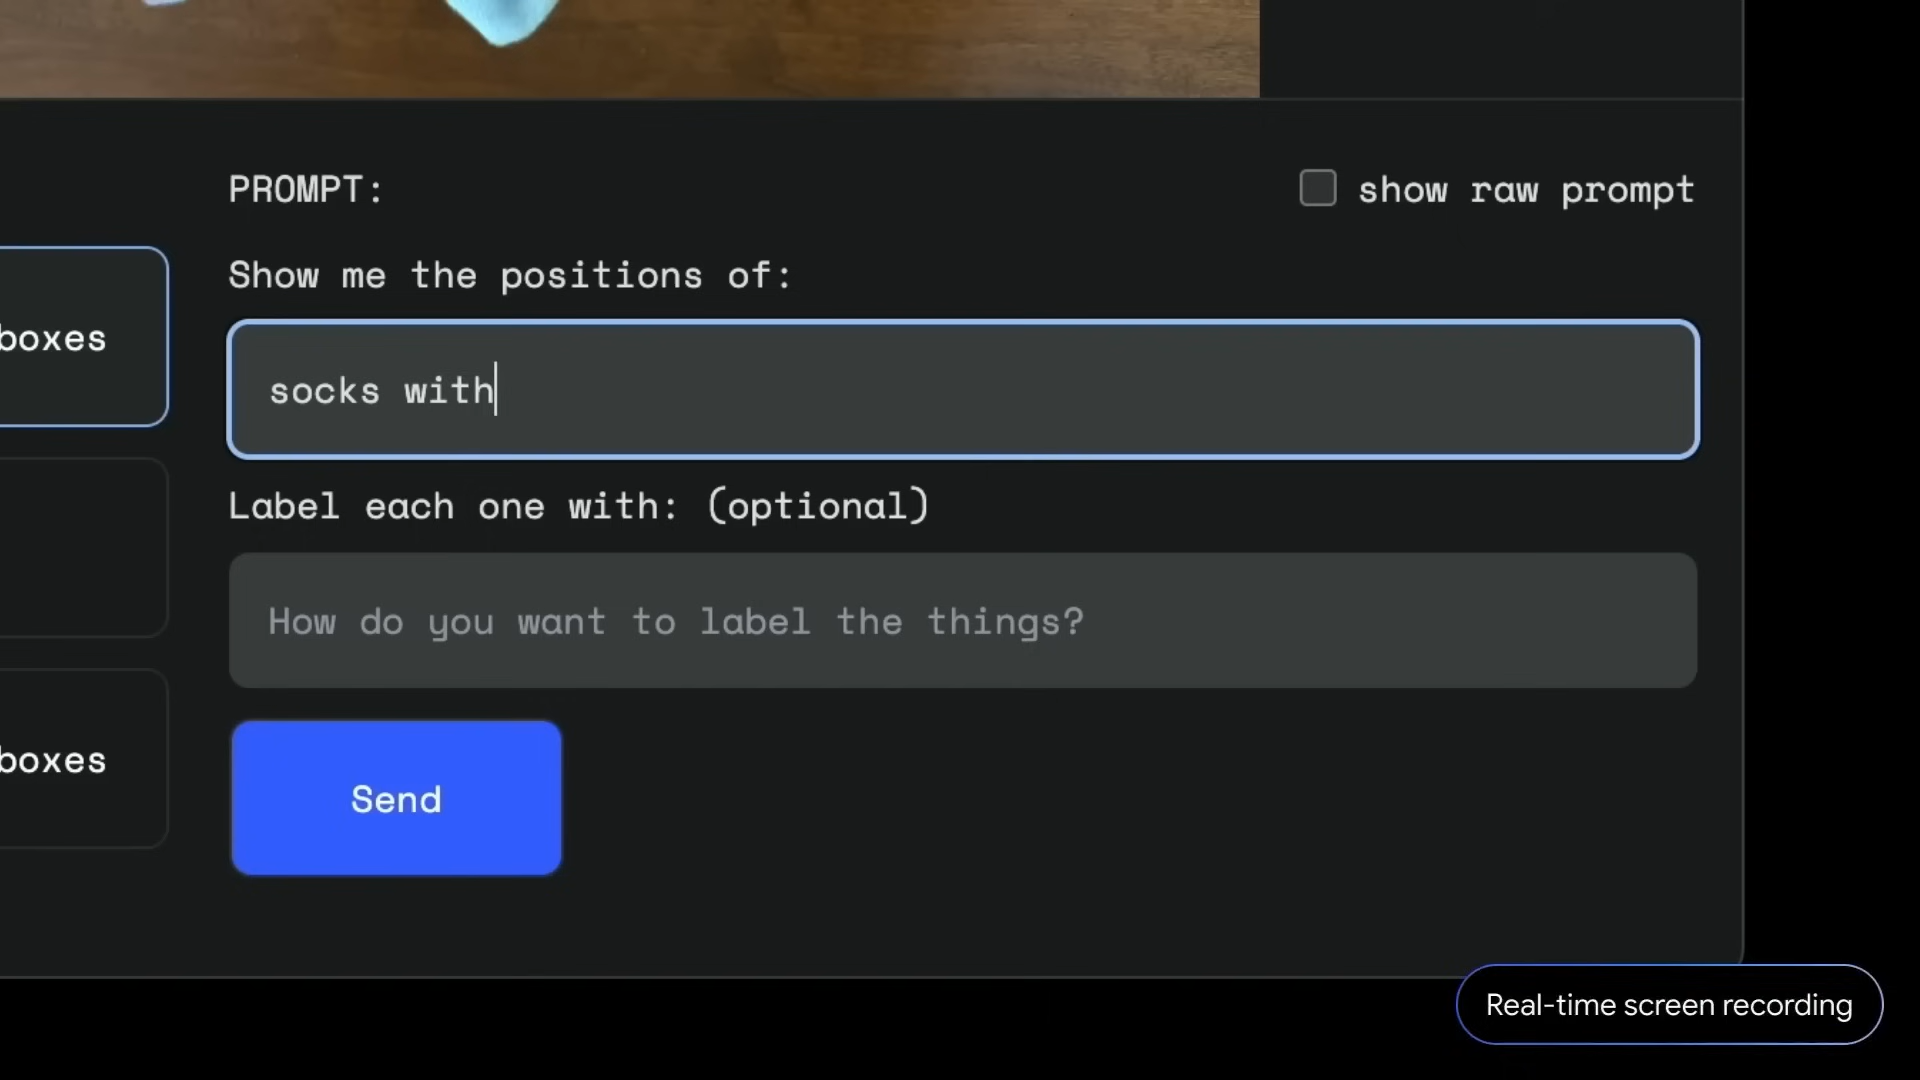 PROMPT:
show raw prompt
Show me the positions of:
boxes
socks with
Label each one with: (optional)
How do you want to label the things?
boxes
Send
Real-time screen recording